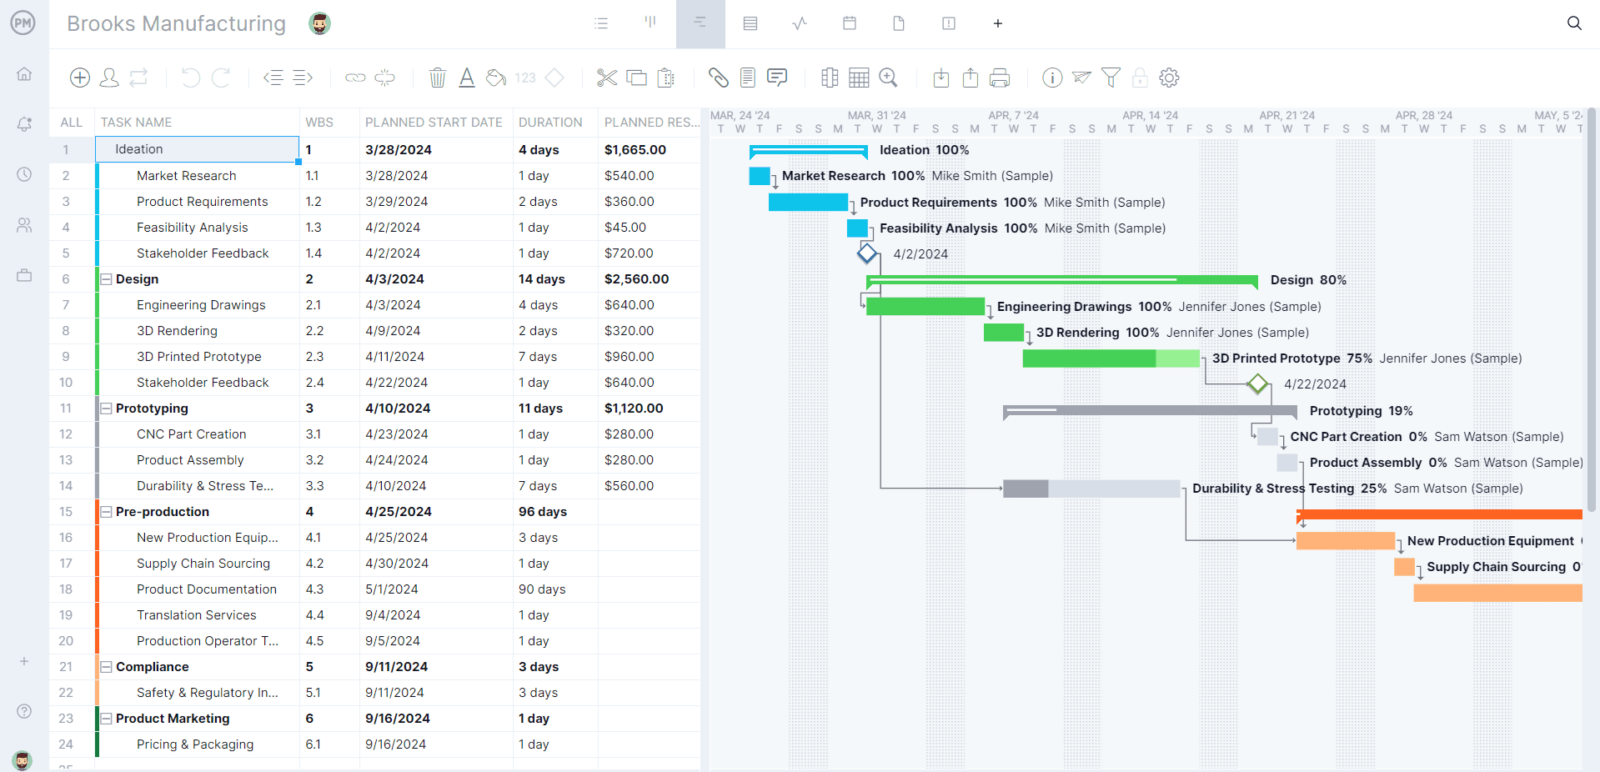 PM Brooks Manufacturing
123
ALL TASK NAME WBS PLANNED START DATE DURATION PLANNED RES... MAR, 24 '24 MAR, 31 '24 APR, 7 '24 APR, 14 '24 APR, 21 '24 APR, 28 '24 MAY, 5 '24
T W T F S S M T W T F S S M T W T F S S M T W T F S S M T W T F S S M T W T F S S M T W T
1 Ideation 1 3/28/2024 4 days $1,665.00 Ideation 100%
2 Market Research 1.1 3/28/2024 1 day $540.00 Market Research 100% Mike Smith (Sample)
3 Product Requirements 1.2 3/29/2024 2 days $360.00 Product Requirements 100% Mike Smith (Sample)
4 Feasibility Analysis 1.3 4/2/2024 1 day $45.00 Feasibility Analysis 100% Mike Smith (Sample)
5 Stakeholder Feedback 1.4 4/2/2024 1 day $720.00 4/2/2024
6 Design 2 4/3/2024 14 days $2,560.00 Design 80%
7 Engineering Drawings 2.1 4/3/2024 4 days $640.00 Engineering Drawings 100% Jennifer Jones (Sample)
8 3D Rendering 2.2 4/9/2024 2 days $320.00 3D Rendering 100% Jennifer Jones (Sample)
9 3D Printed Prototype 2.3 4/11/2024 7 days $960.00 3D Printed Prototype 75% Jennifer Jones (Sample)
10 Stakeholder Feedback 2.4 4/22/2024 1 day $640.00 4/22/2024
11 Prototyping 3 4/10/2024 11 days $1,120.00 Prototyping 19%
12 CNC Part Creation 3.1 4/23/2024 1 day $280.00 CNC Part Creation 0% Sam Watson (Sample)
13 Product Assembly 3.2 4/24/2024 1 day $280.00 Product Assembly 0% Sam Watson (Sample)
14 Durability & Stress Te... 3.3 4/10/2024 7 days $560.00 Durability & Stress Testing 25% Sam Watson (Sample)
15 Pre-production 4 4/25/2024 96 days
16 New Production Equip... 4.1 4/25/2024 3 days New Production Equipment
17 Supply Chain Sourcing 4.2 4/30/2024 1 day Supply Chain Sourcing 0
18 Product Documentation 4.3 5/1/2024 90 days
19 Translation Services 4.4 9/4/2024 1 day
20 Production Operator T... 4.5 9/5/2024 1 day
21 Compliance 5 9/11/2024 3 days
22 Safety & Regulatory In... 5.1 9/11/2024 3 days
23 Product Marketing 6 9/16/2024 1 day
24 Pricing & Packaging 6.1 9/16/2024 1 day